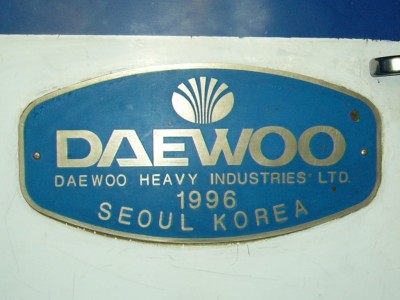 DAEWOO
DAEWOO HEAVY INDUSTRIES LTD.
1996
SEOUL KOREA